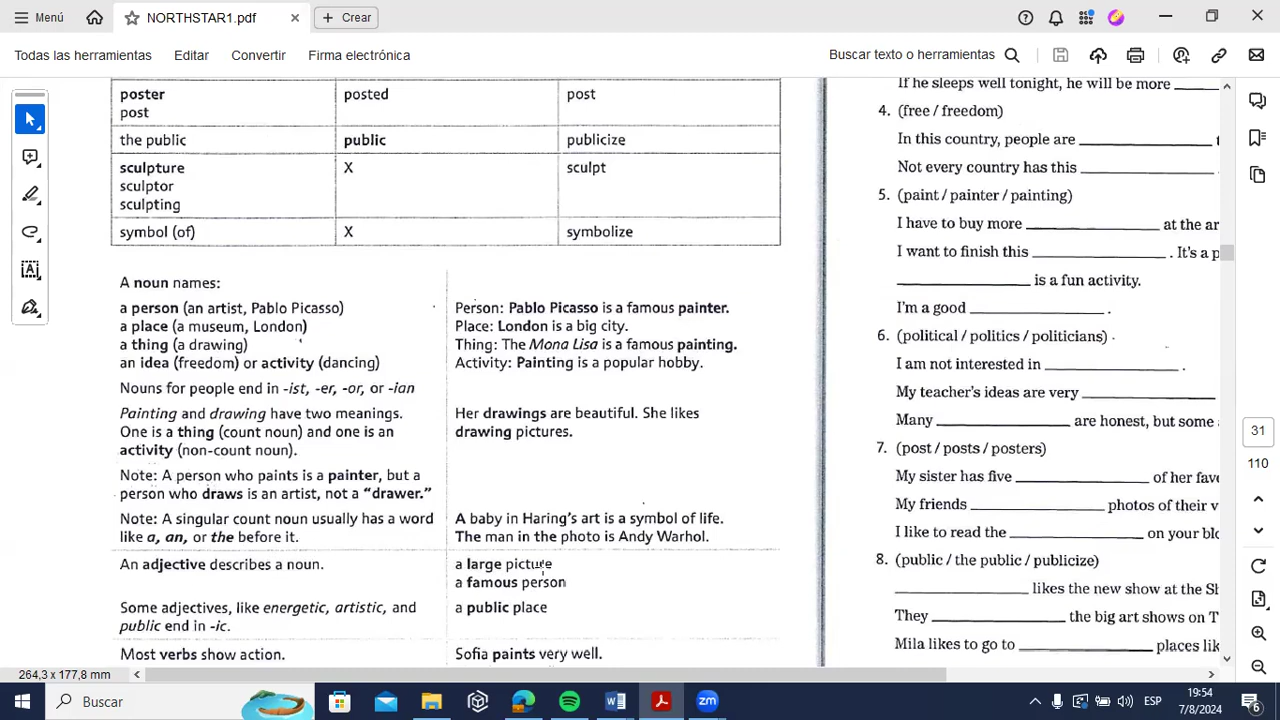 Menú
NORTHSTAR1.pdf
Crear
Todas las herramientas
Editar
Convertir
Firma electrónica
Buscar texto o herramientas
poster posted post
post
the public public publicize
sculpture X sculpt
sculptor
sculpting
symbol (of) X symbolize
A noun names:
a person (an artist, Pablo Picasso) Person: Pablo Picasso is a famous painter.
a place (a museum, London) Place: London is a big city.
a thing (a drawing) Thing: The Mona Lisa is a famous painting.
an idea (freedom) or activity (dancing) Activity: Painting is a popular hobby.
Nouns for people end in -ist, -er, -or, or -ian
Painting and drawing have two meanings. Her drawings are beautiful. She likes
One is a thing (count noun) and one is an drawing pictures.
activity (non-count noun).
Note: A person who paints is a painter, but a
person who draws is an artist, not a “drawer.”
Note: A singular count noun usually has a word A baby in Haring's art is a symbol of life.
like a, an, or the before it. The man in the photo is Andy Warhol.
An adjective describes a noun. a large picture
a famous person
Some adjectives, like energetic, artistic, and a public place
public end in -ic.
Most verbs show action. Sofia paints very well.
If he sleeps well tonight, he will be more
4. (free / freedom)
In this country, people are
Not every country has this
5. (paint / painter / painting)
I have to buy more at the ar
I want to finish this . It's a p
is a fun activity.
I'm a good .
6. (political / politics / politicians)
I am not interested in .
My teacher's ideas are very
Many are honest, but some
7. (post / posts / posters)
My sister has five of her fave
My friends photos of their v
I like to read the on your blo
8. (public / the public / publicize)
likes the new show at the Sh
They the big art shows on T
Mila likes to go to places lik
31
110
264,3 x 177,8 mm
Buscar
ESP
19:54
7/8/2024
6
zm